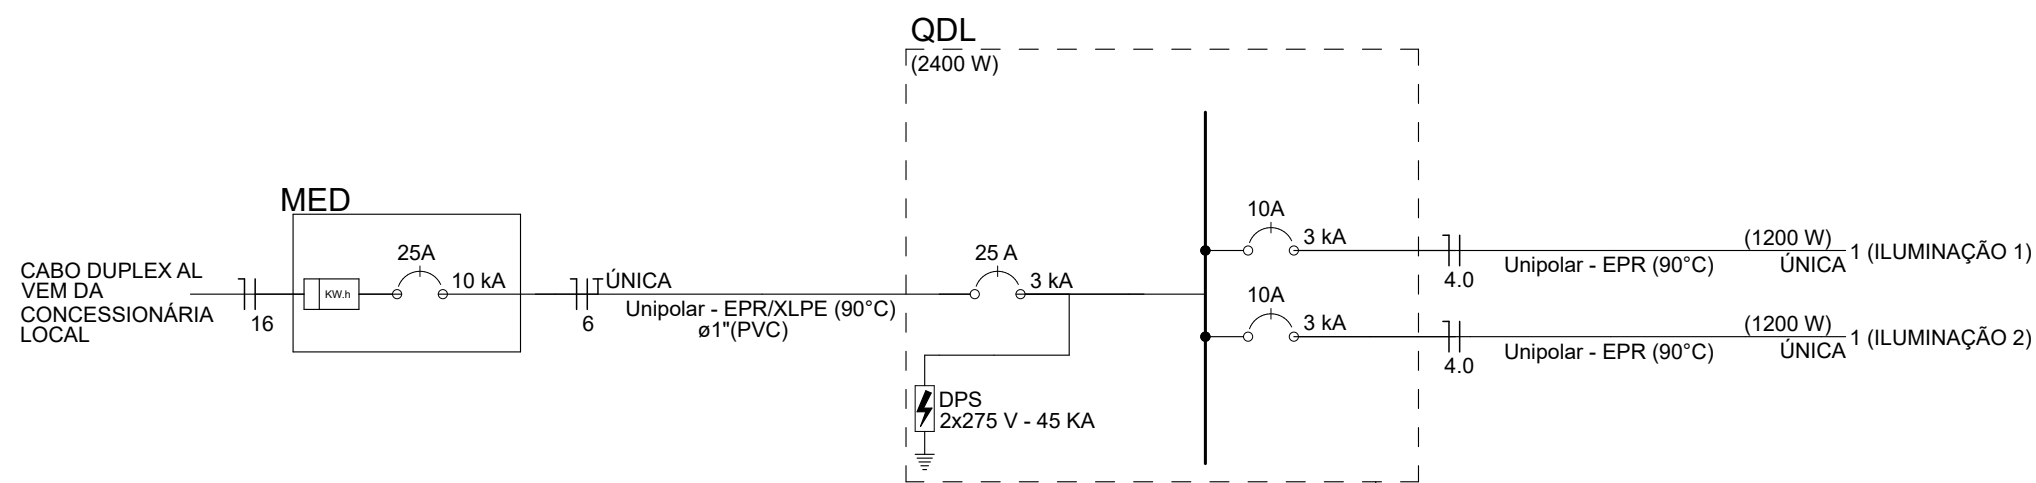 QDL
(2400 W)
MED
25A
10 kA
KW.h
CABO DUPLEX AL
VEM DA
CONCESSIONÁRIA
LOCAL
16
6
ÚNICA
Unipolar - EPR/XLPE (90°C)
ø1"(PVC)
25 A
3 kA
DPS
2x275 V - 45 KA
10A
3 kA
4.0
Unipolar - EPR (90°C)
(1200 W)
ÚNICA
1 (ILUMINAÇÃO 1)
10A
3 kA
4.0
Unipolar - EPR (90°C)
(1200 W)
ÚNICA
1 (ILUMINAÇÃO 2)